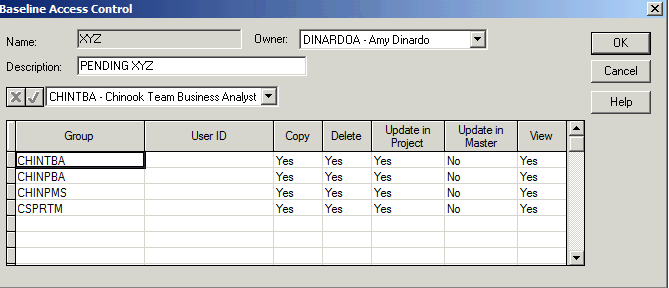 Baseline Access Control
Name: XYZ Owner: DINARDOA - Amy Dinardo OK
Description: PENDING XYZ Cancel
CHINTBA - Chinook Team Business Analyst Help
Group User ID Copy Delete Update in Project Update in Master View
CHINTBA Yes Yes Yes No Yes
CHINPBA Yes Yes Yes No Yes
CHINPMS Yes Yes Yes No Yes
CSPRTM Yes Yes Yes No Yes